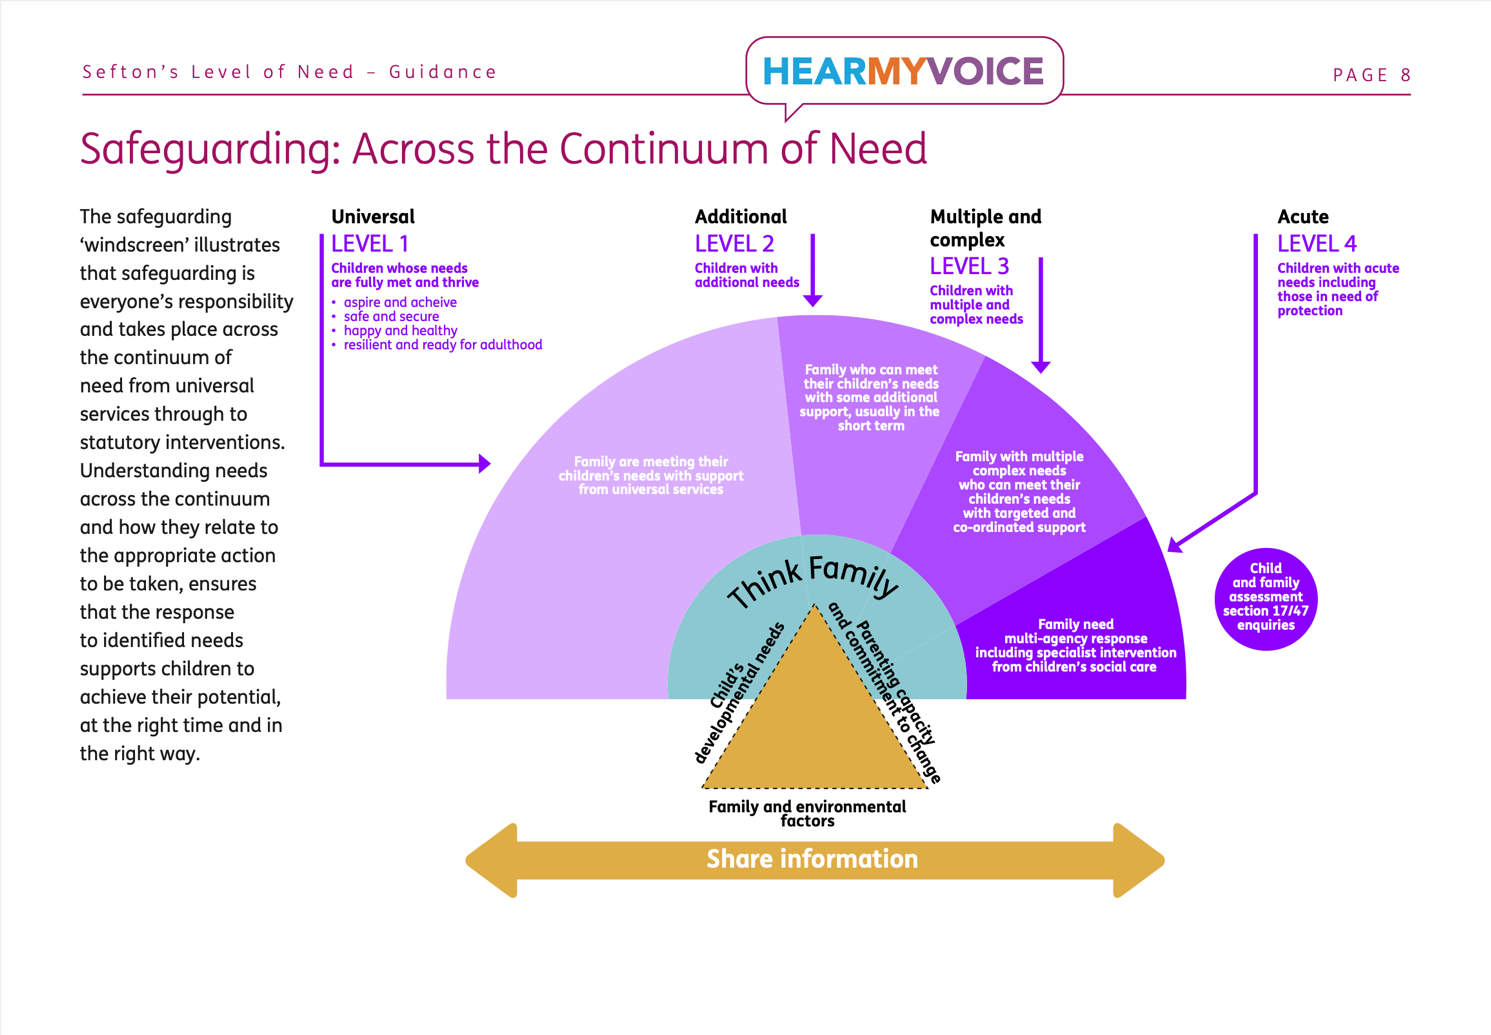 Sefton's Level of Need – Guidance
HEARMYVOICE
PAGE 8
Safeguarding: Across the Continuum of Need
The safeguarding
'windscreen' illustrates
that safeguarding is
everyone's responsibility
and takes place across
the continuum of
need from universal
services through to
statutory interventions.
Understanding needs
across the continuum
and how they relate to
the appropriate action
to be taken, ensures
that the response
to identified needs
supports children to
achieve their potential,
at the right time and in
the right way.
Universal
LEVEL 1
Children whose needs
are fully met and thrive
• aspire and acheive
• safe and secure
• happy and healthy
• resilient and ready for adulthood
Additional
LEVEL 2
Children with
additional needs
Multiple and
complex
LEVEL 3
Children with
multiple and
complex needs
Acute
LEVEL 4
Children with acute
needs including
those in need of
protection
Family are meeting their
children's needs with support
from universal services
Family who can meet
their children's needs
with some additional
support, usually in the
short term
Family with multiple
complex needs
who can meet their
children's needs
with targeted and
co-ordinated support
Family need
multi-agency response
including specialist intervention
from children's social care
Child
and family
assessment
section 17/47
enquiries
Think Family
Child's
developmental needs
Parenting capacity
and commitment to change
Family and environmental
factors
Share information